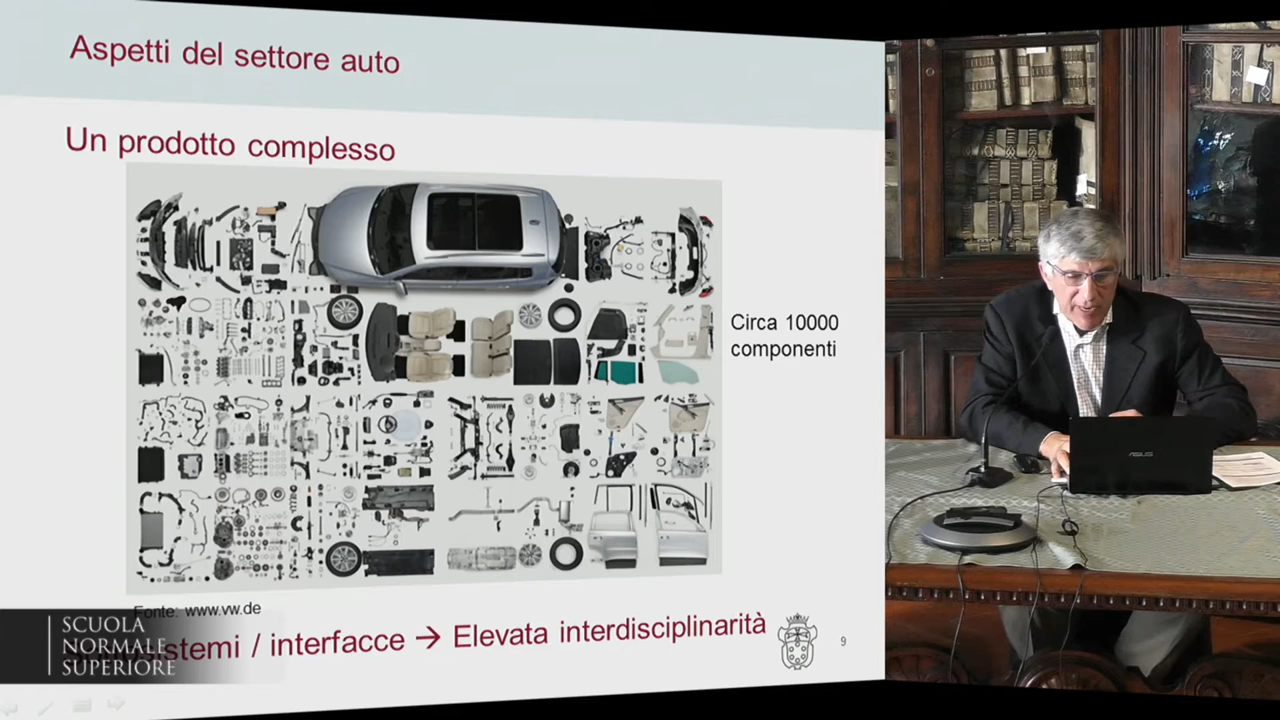 Aspetti del settore auto
Un prodotto complesso
Circa 10000
componenti
Fonte: www.vw.de
/ interfacce → Elevata interdisciplinarità
9
SCUOLA
NORMALE
SUPERIORE
ASUS